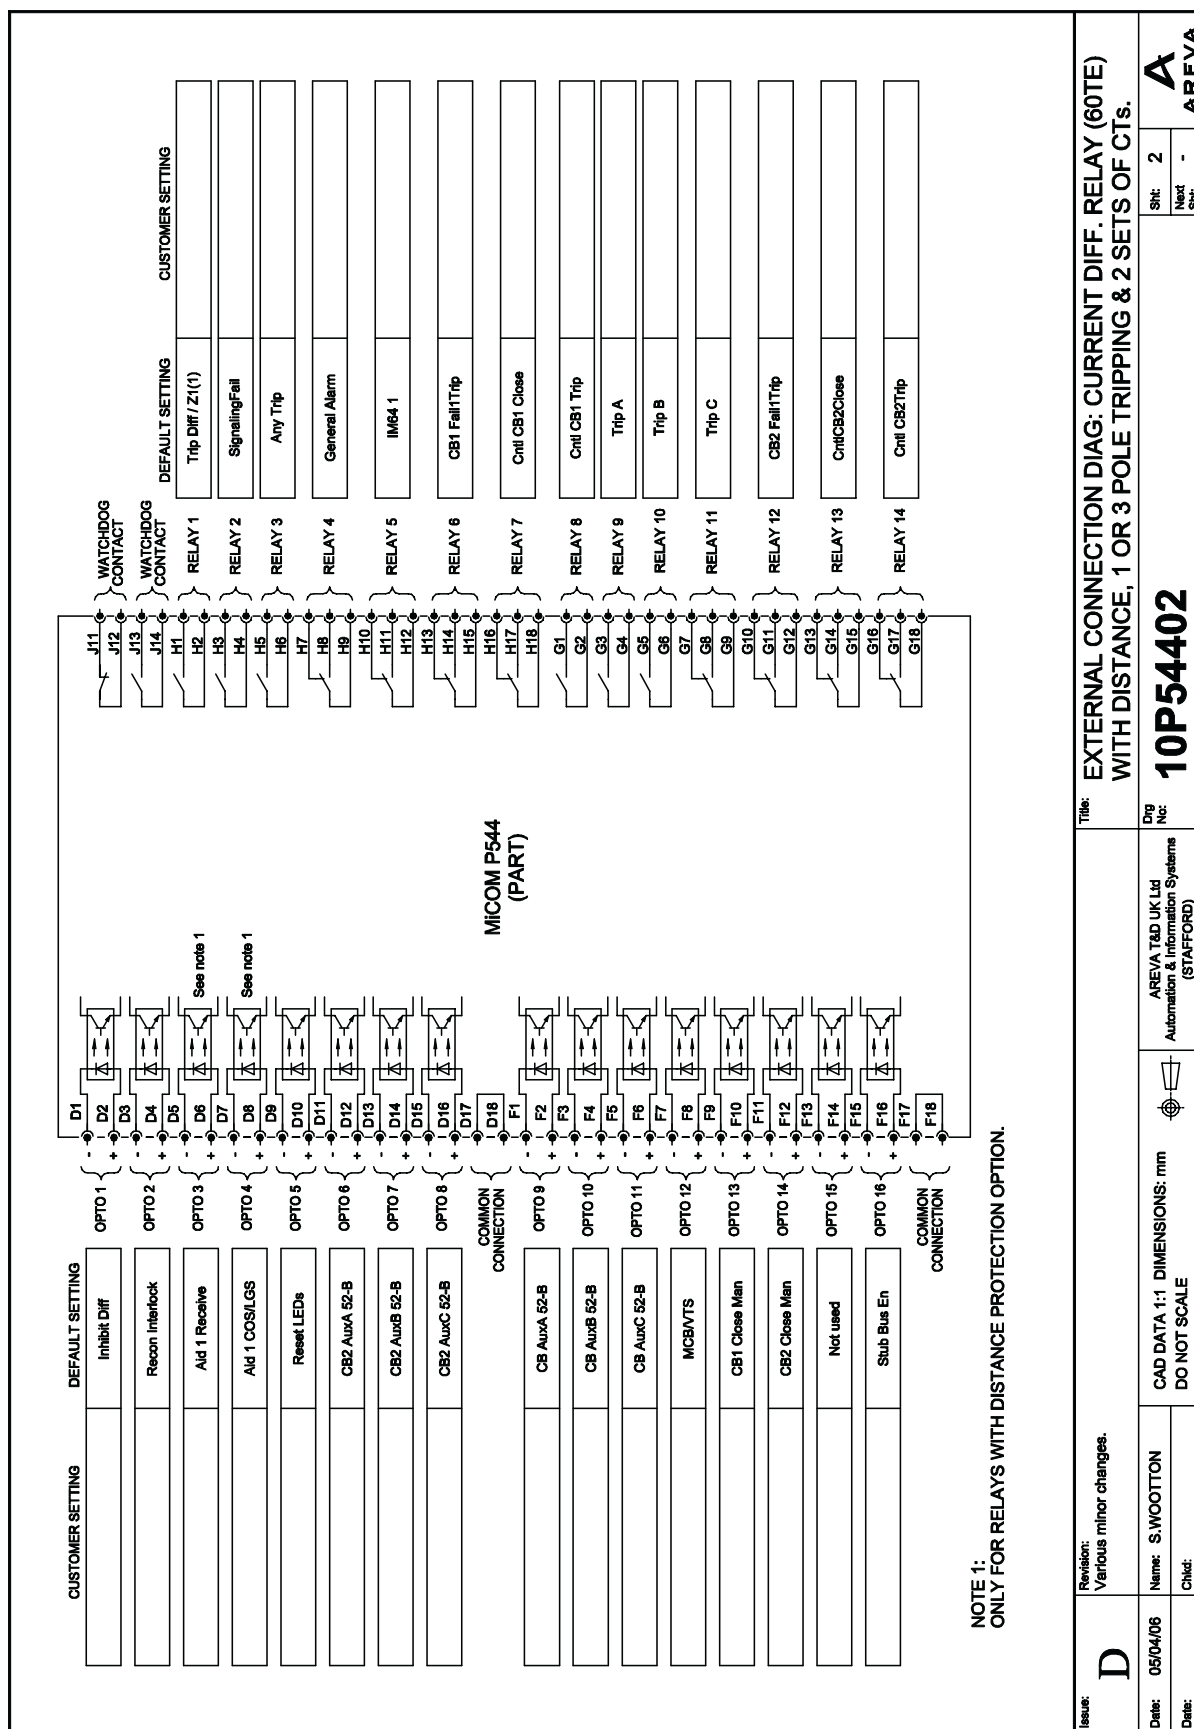 CUSTOMER SETTING
DEFAULT SETTING
Inhibit Diff
OPTO 1
-
+
D1
D2
Recon Interlock
OPTO 2
-
+
D3
D4
Aid 1 Receive
OPTO 3
-
+
D5
D6
See note 1
Aid 1 COS/LGS
OPTO 4
-
+
D7
D8
See note 1
Reset LEDs
OPTO 5
-
+
D9
D10
CB2 AuxA 52-B
OPTO 6
-
+
D11
D12
CB2 AuxB 52-B
OPTO 7
-
+
D13
D14
CB2 AuxC 52-B
OPTO 8
-
+
D15
D16
COMMON
CONNECTION
D17
D18
CB AuxA 52-B
OPTO 9
-
+
F1
F2
CB AuxB 52-B
OPTO 10
-
+
F3
F4
CB AuxC 52-B
OPTO 11
-
+
F5
F6
MCB/VTS
OPTO 12
-
+
F7
F8
CB1 Close Man
OPTO 13
-
+
F9
F10
CB2 Close Man
OPTO 14
-
+
F11
F12
Not used
OPTO 15
-
+
F13
F14
Stub Bus En
OPTO 16
-
+
F15
F16
COMMON
CONNECTION
F17
F18
MiCOM P544
(PART)
DEFAULT SETTING
CUSTOMER SETTING
J11
J12
WATCHDOG
CONTACT
J13
J14
WATCHDOG
CONTACT
H1
H2
RELAY 1
Trip Diff / Z1(1)
H3
H4
RELAY 2
SignalingFail
H5
H6
RELAY 3
Any Trip
H7
H8
H9
RELAY 4
General Alarm
H10
H11
H12
RELAY 5
IM64 1
H13
H14
H15
RELAY 6
CB1 Fail1Trip
H16
H17
H18
RELAY 7
Cntl CB1 Close
G1
G2
RELAY 8
Cntl CB1 Trip
G3
G4
RELAY 9
Trip A
G5
G6
RELAY 10
Trip B
G7
G8
G9
RELAY 11
Trip C
G10
G11
G12
RELAY 12
CB2 Fail1Trip
G13
G14
G15
RELAY 13
CntlCB2Close
G16
G17
G18
RELAY 14
Cntl CB2Trip
NOTE 1:
ONLY FOR RELAYS WITH DISTANCE PROTECTION OPTION.
Issue:
D
Revision:
Various minor changes.
Title:
EXTERNAL CONNECTION DIAG: CURRENT DIFF. RELAY (60TE)
WITH DISTANCE, 1 OR 3 POLE TRIPPING & 2 SETS OF CTs.
Date: 05/04/06
Name: S.WOOTTON
Date:
Chkd:
CAD DATA 1:1 DIMENSIONS: mm
DO NOT SCALE
AREVA T&D UK Ltd
Automation & Information Systems
(STAFFORD)
Drg
No:
10P54402
Sht: 2
Next
Sht: -
A
AREVA